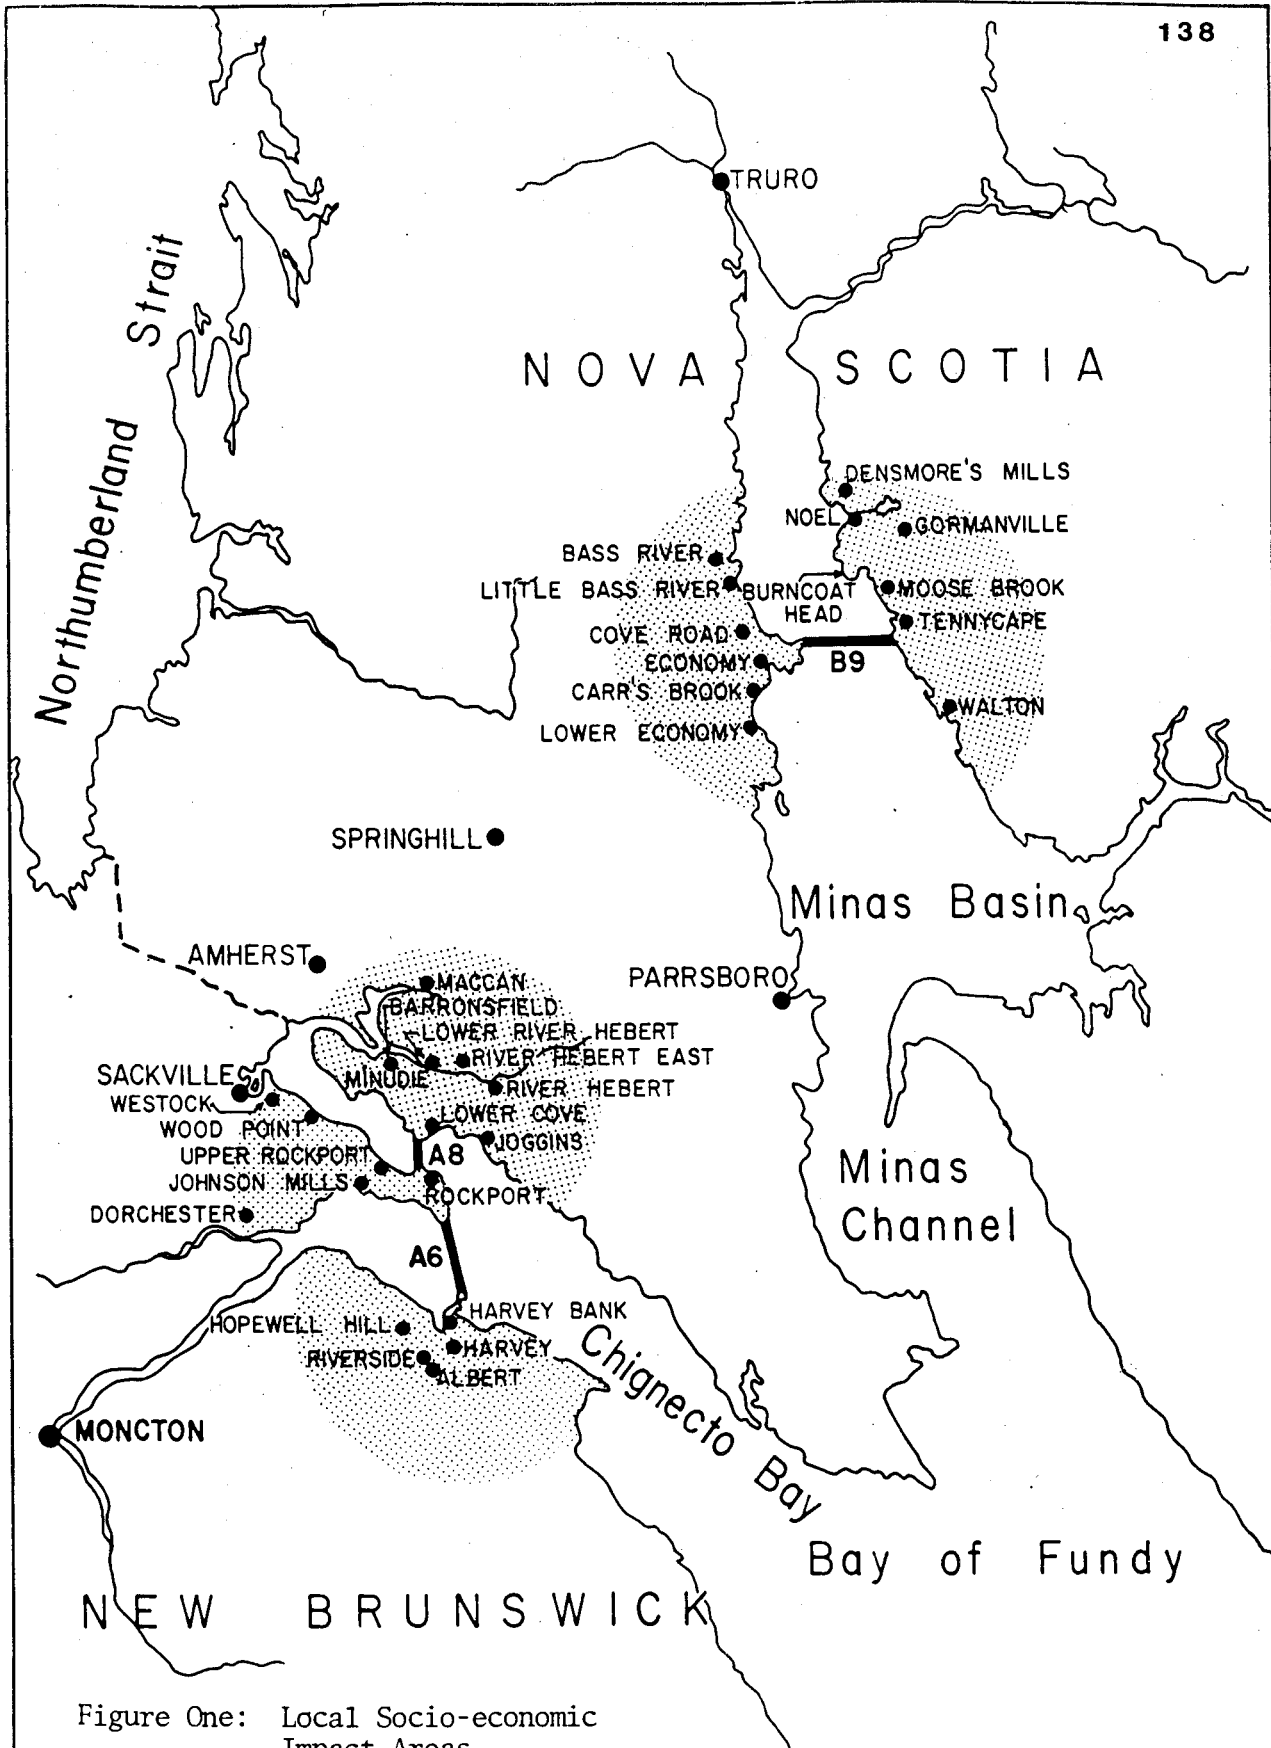 138
TRURO
Northumberland Strait
NOVA SCOTIA
DENSMORE'S MILLS
NOEL
GORMANVILLE
BASS RIVER
LITTLE BASS RIVER
BURNCOAT
HEAD
MOOSE BROOK
TENNYCAPE
COVE ROAD
ECONOMY
B9
CARR'S BROOK
WALTON
LOWER ECONOMY
SPRINGHILL
Minas Basin
AMHERST
PARRSBORO
MACCAN
BARRONSFIELD
LOWER RIVER HEBERT
RIVER HEBERT EAST
MINUDIE
RIVER HEBERT
SACKVILLE
WESTOCK
WOOD POINT
LOWER COVE
JOGGINS
UPPER ROCKPORT
A8
JOHNSON MILLS
ROCKPORT
DORCHESTER
Minas
Channel
A6
HARVEY BANK
HOPEWELL HILL
HARVEY
RIVERSIDE
ALBERT
Chignecto Bay
MONCTON
Bay of Fundy
NEW BRUNSWICK
Figure One: Local Socio-economic
Impact Areas